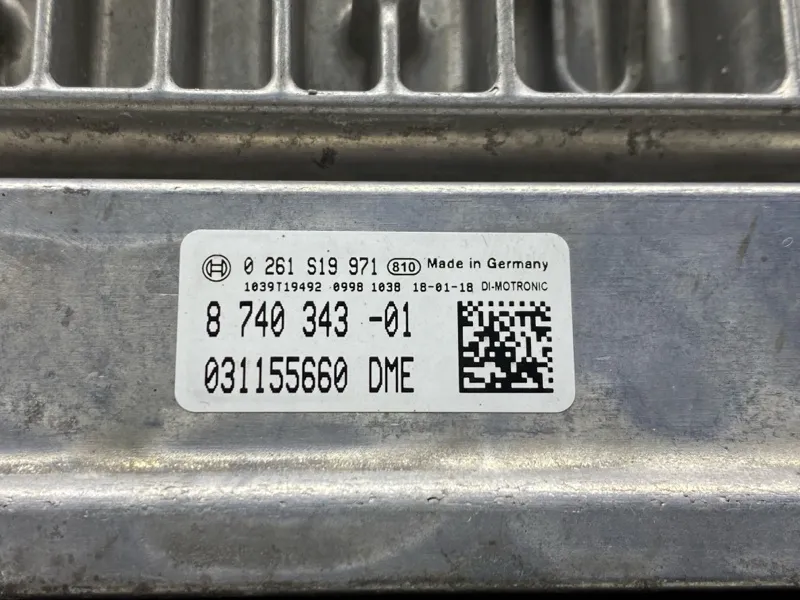 0 261 S19 971 810 Made in Germany
1039T19492 0998 1038 18-01-18 DI-MOTRONIC
8 740 343 -01
031155660 DME